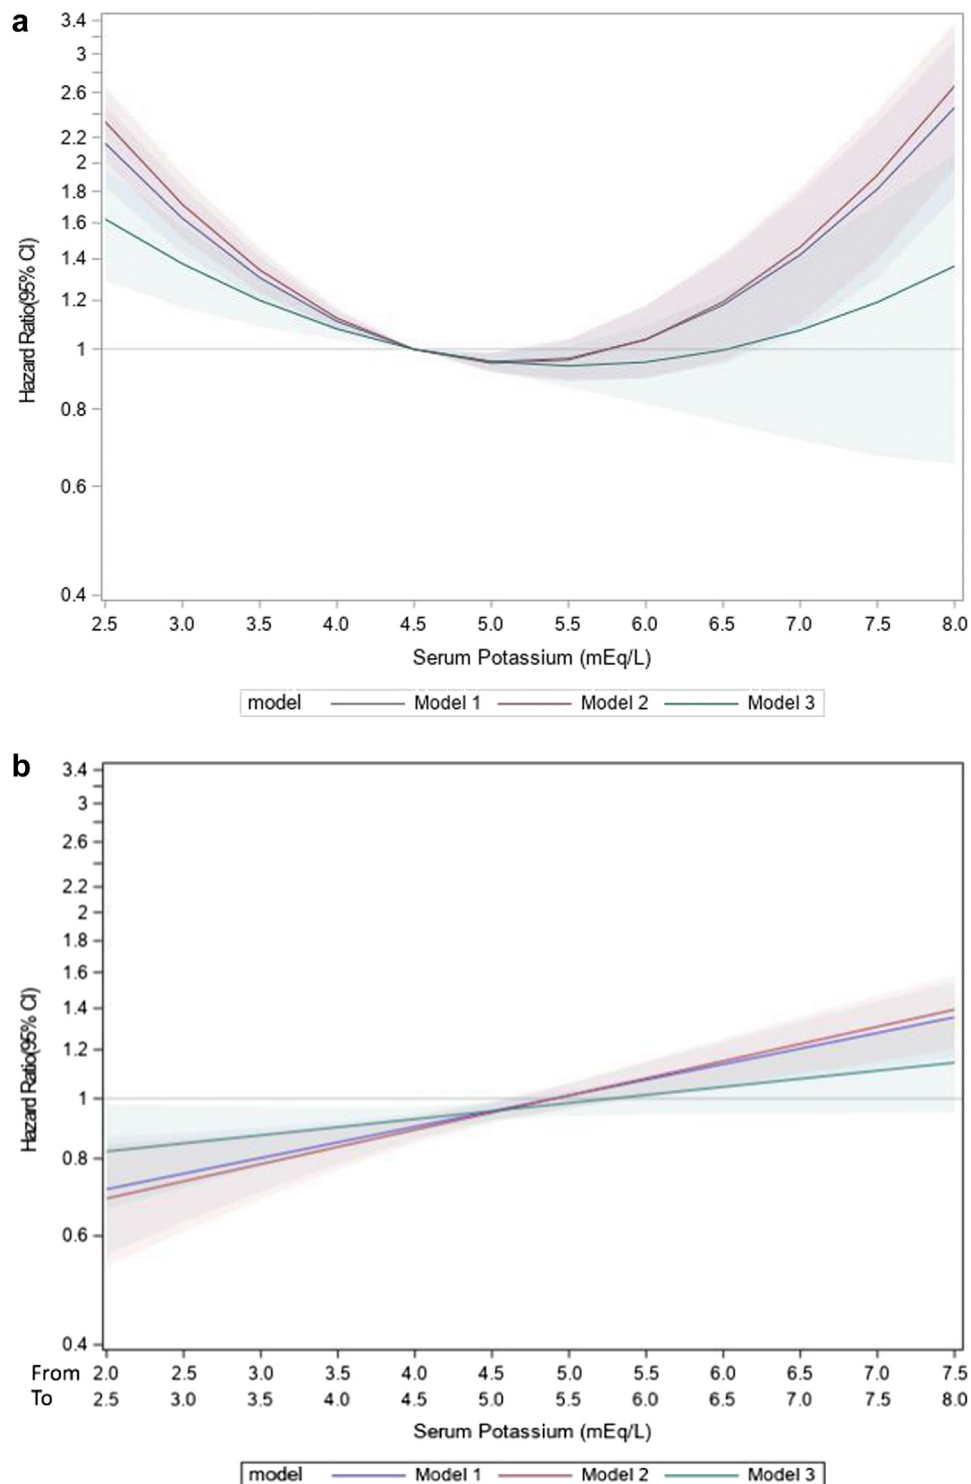 a
3.4
3
2.6
2.2
2
1.8
1.6
1.4
1.2
1
0.8
0.6
0.4
Hazard Ratio(95% CI)
2.5 3.0 3.5 4.0 4.5 5.0 5.5 6.0 6.5 7.0 7.5 8.0
Serum Potassium (mEq/L)
model Model 1 Model 2 Model 3
b
3.4
3
2.6
2.2
2
1.8
1.6
1.4
1.2
1
0.8
0.6
0.4
Hazard Ratio(95% CI)
From 2.0 2.5 3.0 3.5 4.0 4.5 5.0 5.5 6.0 6.5 7.0 7.5
To 2.5 3.0 3.5 4.0 4.5 5.0 5.5 6.0 6.5 7.0 7.5 8.0
Serum Potassium (mEq/L)
model Model 1 Model 2 Model 3